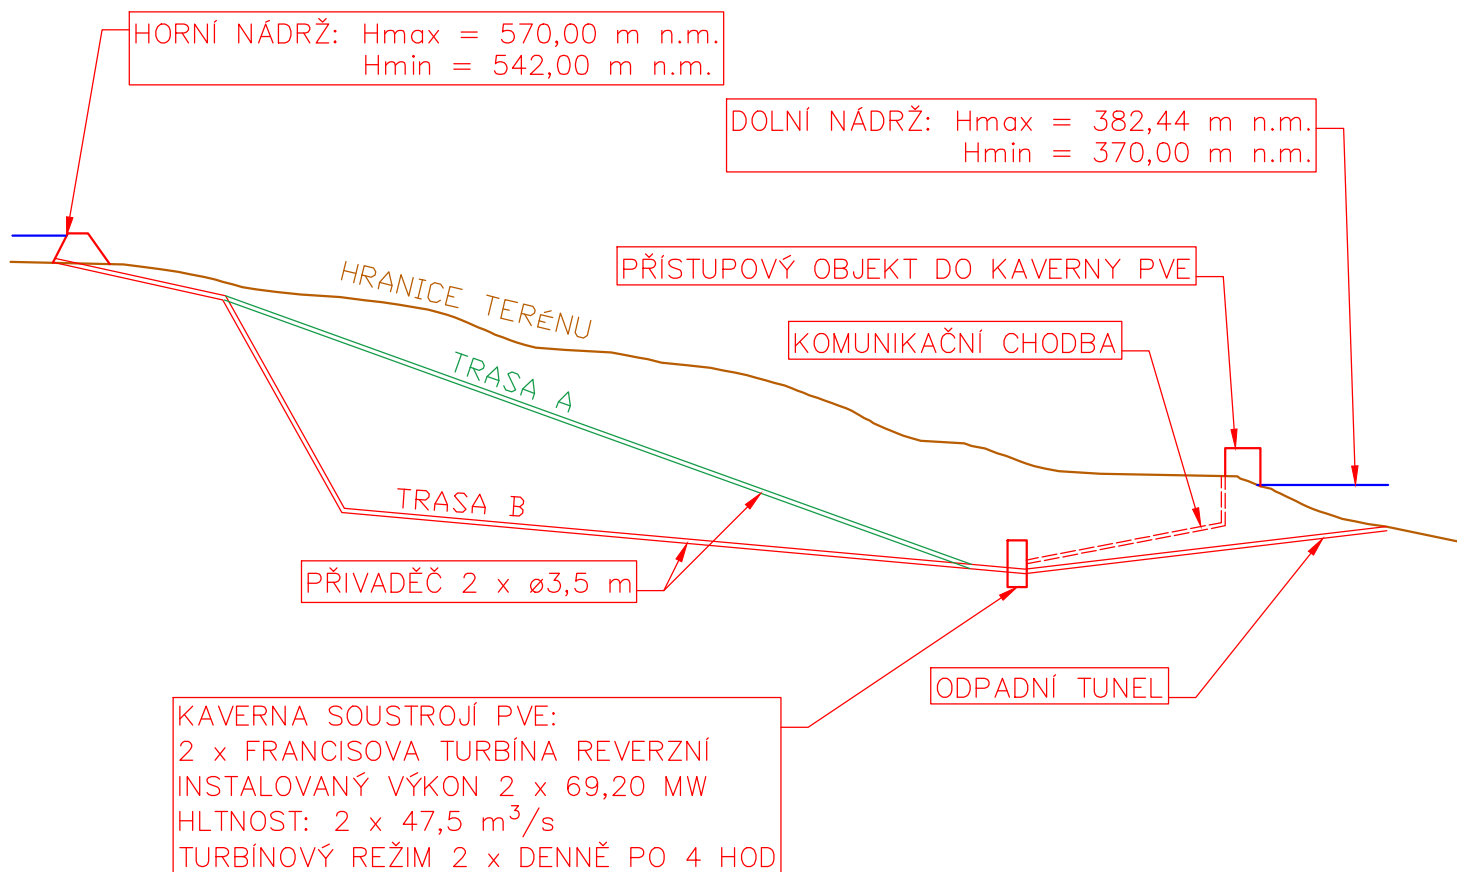 HORNÍ NÁDRŽ: Hmax = 570,00 m n.m.
Hmin = 542,00 m n.m.
DOLNÍ NÁDRŽ: Hmax = 382,44 m n.m.
Hmin = 370,00 m n.m.
PŘÍSTUPOVÝ OBJEKT DO KAVERNY PVE
HRANICE TERÉNU
KOMUNIKAČNÍ CHODBA
TRASA A
TRASA B
PŘIVADĚČ 2 x ø3,5 m
ODPADNÍ TUNEL
KAVERNA SOUSTROJÍ PVE:
2 x FRANCISOVA TURBÍNA REVERZNÍ
INSTALOVANÝ VÝKON 2 x 69,20 MW
HLTNOST: 2 x 47,5 m³/s
TURBÍNOVÝ REŽIM 2 x DENNĚ PO 4 HOD